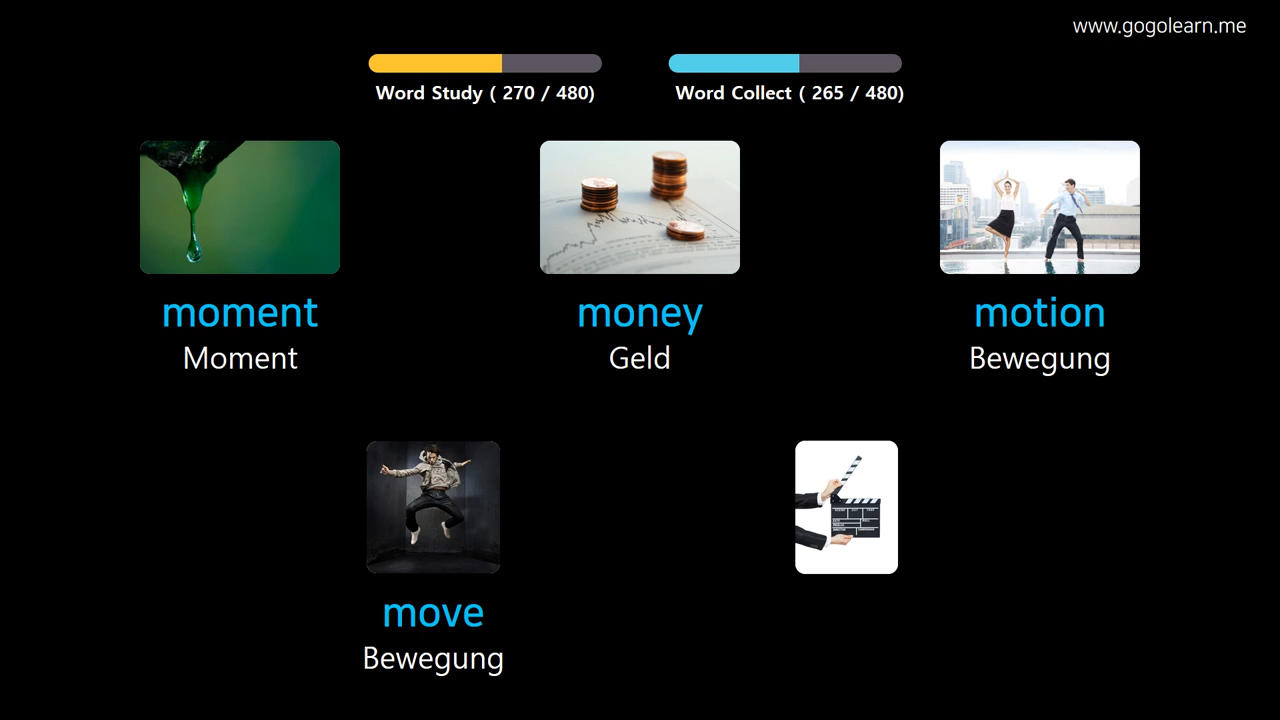 www.gogolearn.me
Word Study ( 270 / 480)
Word Collect ( 265 / 480)
moment
Moment
money
Geld
motion
Bewegung
move
Bewegung